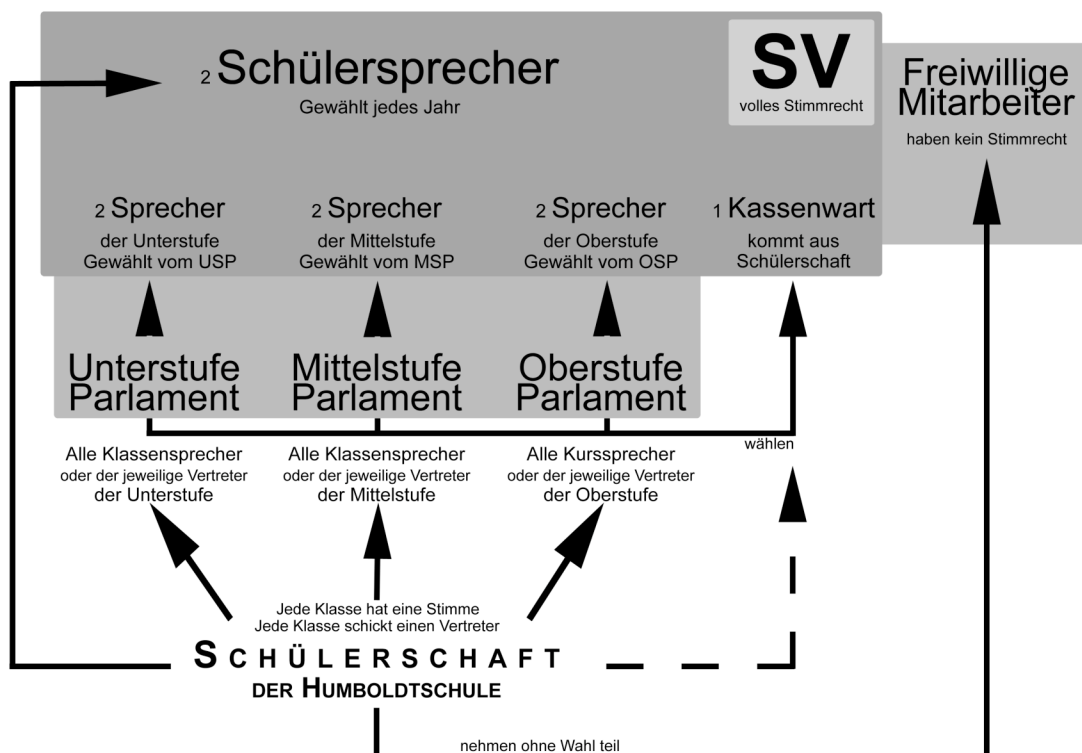 2 Schülersprecher
Gewählt jedes Jahr
SV
volles Stimmrecht
Freiwillige
Mitarbeiter
haben kein Stimmrecht
2 Sprecher
der Unterstufe
Gewählt vom USP
2 Sprecher
der Mittelstufe
Gewählt vom MSP
2 Sprecher
der Oberstufe
Gewählt vom OSP
1 Kassenwart
kommt aus
Schülerschaft
Unterstufe
Parlament
Mittelstufe
Parlament
Oberstufe
Parlament
wählen
Alle Klassensprecher
oder der jeweilige Vertreter
der Unterstufe
Alle Klassensprecher
oder der jeweilige Vertreter
der Mittelstufe
Alle Kurssprecher
oder der jeweilige Vertreter
der Oberstufe
Jede Klasse hat eine Stimme
Jede Klasse schickt einen Vertreter
SCHÜLERSCHAFT
DER HUMBOLDTSCHULE
nehmen ohne Wahl teil